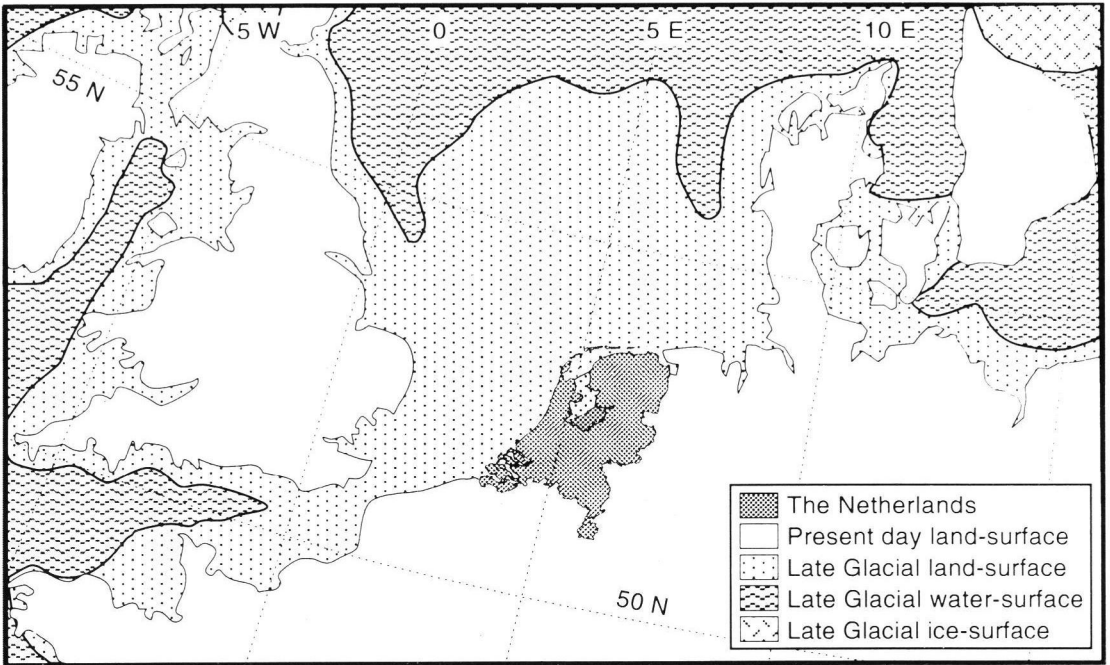 5 W
0
5 E
10 E
55 N
50 N
The Netherlands
Present day land-surface
Late Glacial land-surface
Late Glacial water-surface
Late Glacial ice-surface